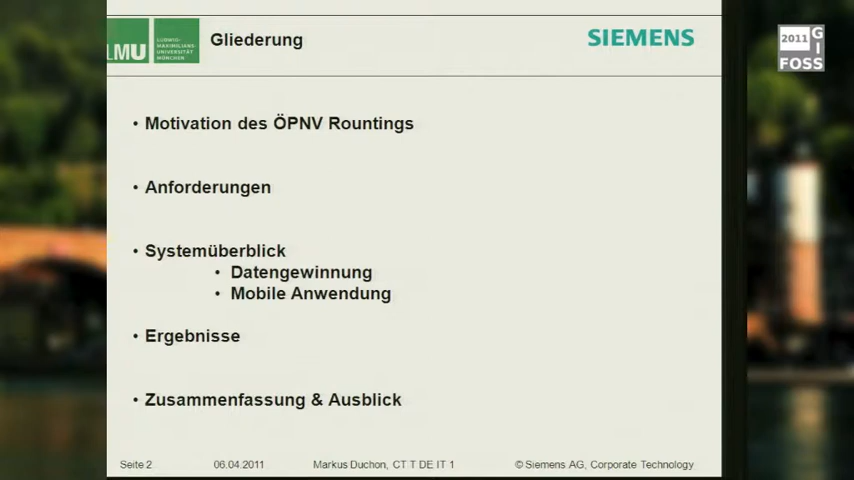 LMU
LUDWIG-
MAXIMILIANS-
UNIVERSITÄT
MÜNCHEN
Gliederung
SIEMENS
2011
G
I
FOSS
• Motivation des ÖPNV Rountings
• Anforderungen
• Systemüberblick
• Datengewinnung
• Mobile Anwendung
• Ergebnisse
• Zusammenfassung & Ausblick
Seite 2
06.04.2011
Markus Duchon, CT T DE IT 1
© Siemens AG, Corporate Technology